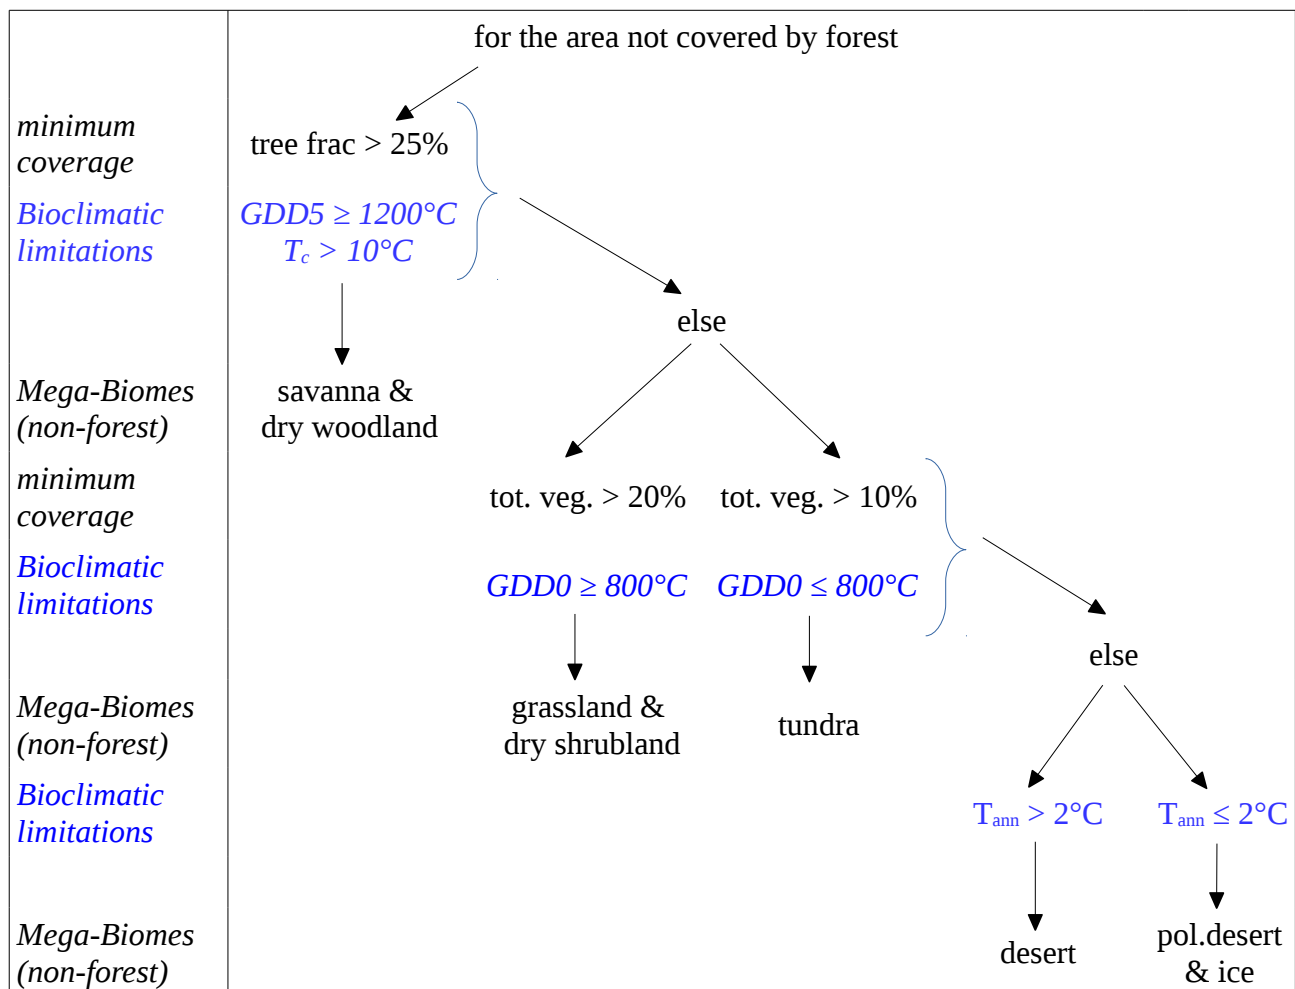 for the area not covered by forest
minimum
coverage
tree frac > 25%
Bioclimatic
limitations
GDD5 ≥ 1200°C
Tc > 10°C
else
Mega-Biomes
(non-forest)
savanna &
dry woodland
minimum
coverage
tot. veg. > 20%
tot. veg. > 10%
Bioclimatic
limitations
GDD0 ≥ 800°C
GDD0 ≤ 800°C
else
Mega-Biomes
(non-forest)
grassland &
dry shrubland
tundra
Bioclimatic
limitations
Tann > 2°C
Tann ≤ 2°C
Mega-Biomes
(non-forest)
desert
pol.desert
& ice